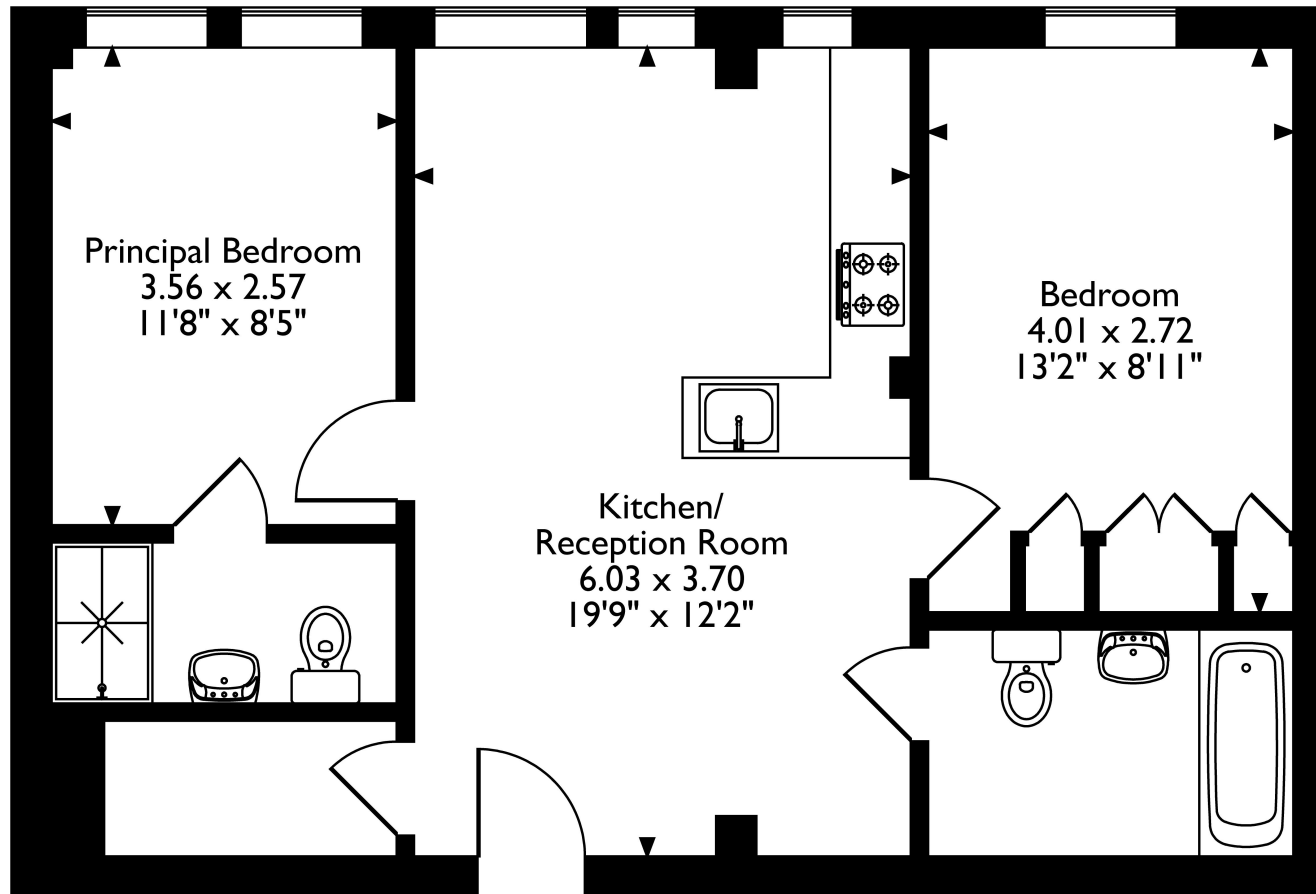 Principal Bedroom
3.56 x 2.57
11'8" x 8'5"
Kitchen/
Reception Room
6.03 x 3.70
19'9" x 12'2"
Bedroom
4.01 x 2.72
13'2" x 8'11"